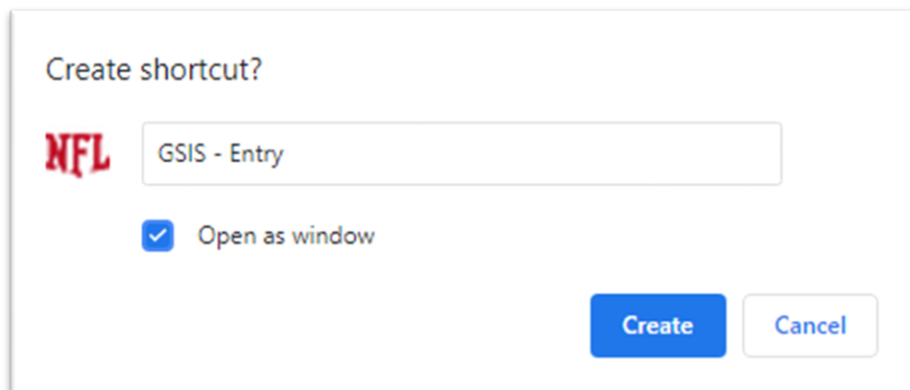 Create shortcut?
NFL
GSIS - Entry
Open as window
Create
Cancel